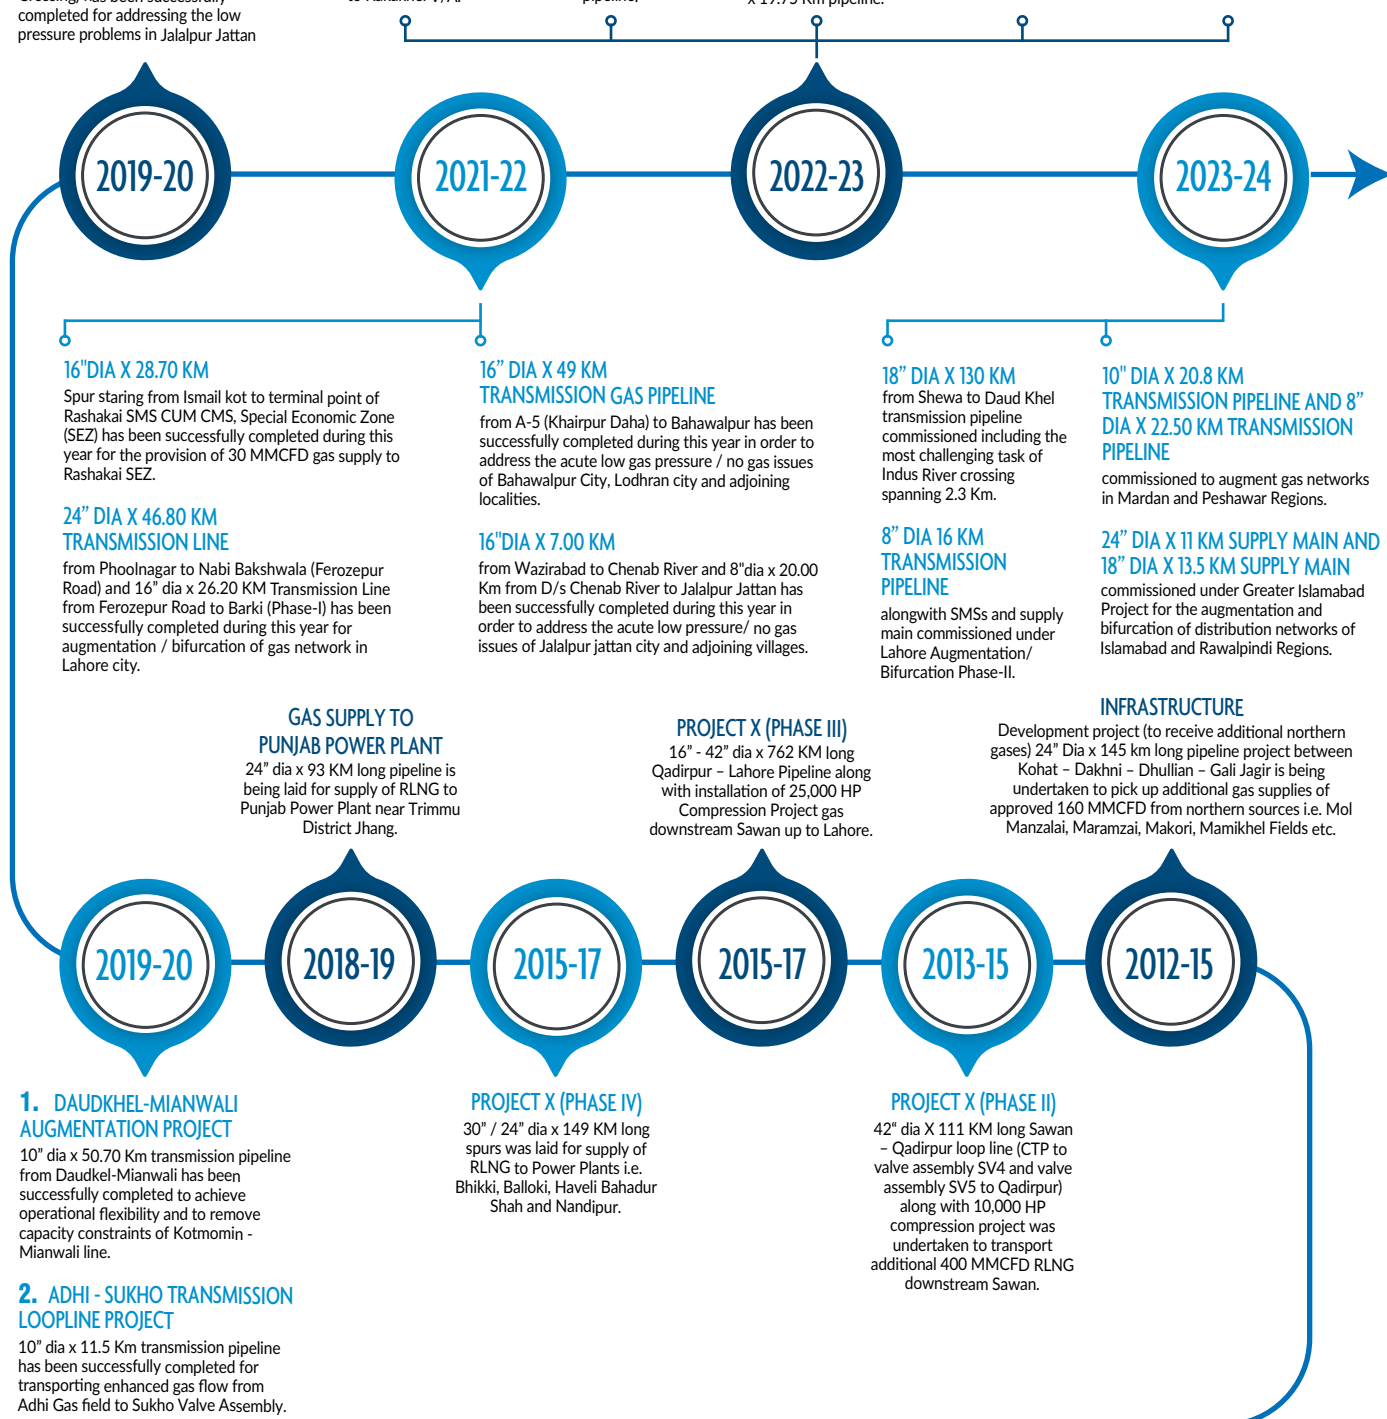 completed for addressing the low
pressure problems in Jalalpur Jattan
x 19.75 Km pipeline.
2019-20
2021-22
2022-23
2023-24
16"DIA X 28.70 KM
Spur staring from Ismail kot to terminal point of
Rashakai SMS CUM CMS, Special Economic Zone
(SEZ) has been successfully completed during this
year for the provision of 30 MMCFD gas supply to
Rashakai SEZ.
24” DIA X 46.80 KM
TRANSMISSION LINE
from Phoolnagar to Nabi Bakshwala (Ferozepur
Road) and 16” dia x 26.20 KM Transmission Line
from Ferozepur Road to Barki (Phase-I) has been
successfully completed during this year for
augmentation / bifurcation of gas network in
Lahore city.
16” DIA X 49 KM
TRANSMISSION GAS PIPELINE
from A-5 (Khairpur Daha) to Bahawalpur has been
successfully completed during this year in order to
address the acute low gas pressure / no gas issues
of Bahawalpur City, Lodhran city and adjoining
localities.
16"DIA X 7.00 KM
from Wazirabad to Chenab River and 8"dia x 20.00
Km from D/s Chenab River to Jalalpur Jattan has
been successfully completed during this year in
order to address the acute low pressure/ no gas
issues of Jalalpur jattan city and adjoining villages.
18” DIA X 130 KM
from Shewa to Daud Khel
transmission pipeline
commissioned including the
most challenging task of
Indus River crossing
spanning 2.3 Km.
8” DIA 16 KM
TRANSMISSION
PIPELINE
alongwith SMSs and supply
main commissioned under
Lahore Augmentation/
Bifurcation Phase-II.
10" DIA X 20.8 KM
TRANSMISSION PIPELINE AND 8”
DIA X 22.50 KM TRANSMISSION
PIPELINE
commissioned to augment gas networks
in Mardan and Peshawar Regions.
24” DIA X 11 KM SUPPLY MAIN AND
18” DIA X 13.5 KM SUPPLY MAIN
commissioned under Greater Islamabad
Project for the augmentation and
bifurcation of distribution networks of
Islamabad and Rawalpindi Regions.
GAS SUPPLY TO
PUNJAB POWER PLANT
24” dia x 93 KM long pipeline is
being laid for supply of RLNG to
Punjab Power Plant near Trimmu
District Jhang.
PROJECT X (PHASE III)
16” - 42” dia x 762 KM long
Qadirpur – Lahore Pipeline along
with installation of 25,000 HP
Compression Project gas
downstream Sawan up to Lahore.
INFRASTRUCTURE
Development project (to receive additional northern
gases) 24” Dia x 145 km long pipeline project between
Kohat – Dakhni – Dhullian – Gali Jagir is being
undertaken to pick up additional gas supplies of
approved 160 MMCFD from northern sources i.e. Mol
Manzalai, Maramzai, Makori, Mamikhel Fields etc.
2019-20
2018-19
2015-17
2015-17
2013-15
2012-15
1. DAUDKHEL-MIANWALI
AUGMENTATION PROJECT
10” dia x 50.70 Km transmission pipeline
from Daudkel-Mianwali has been
successfully completed to achieve
operational flexibility and to remove
capacity constraints of Kotmomin -
Mianwali line.
2. ADHI - SUKHO TRANSMISSION
LOOPLINE PROJECT
10” dia x 11.5 Km transmission pipeline
has been successfully completed for
transporting enhanced gas flow from
Adhi Gas field to Sukho Valve Assembly.
PROJECT X (PHASE IV)
30” / 24” dia x 149 KM long
spurs was laid for supply of
RLNG to Power Plants i.e.
Bhikki, Balloki, Haveli Bahadur
Shah and Nandipur.
PROJECT X (PHASE II)
42“ dia X 111 KM long Sawan
– Qadirpur loop line (CTP to
valve assembly SV4 and valve
assembly SV5 to Qadirpur)
along with 10,000 HP
compression project was
undertaken to transport
additional 400 MMCFD RLNG
downstream Sawan.